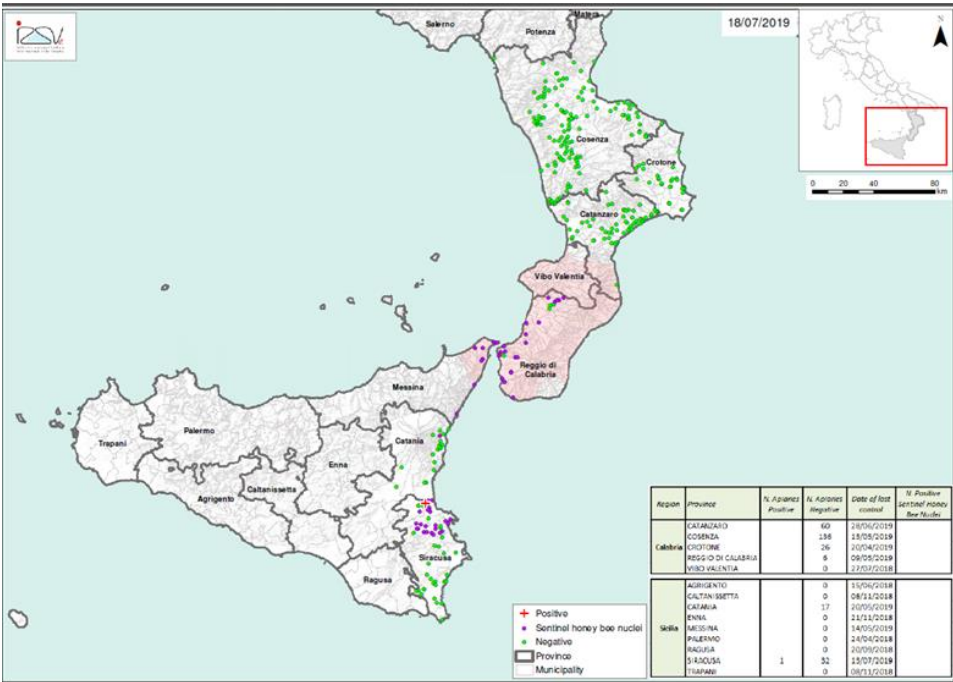 18/07/2019
N
Salerno
Potenza
Matera
Cosenza
Crotone
Catanzaro
Vibo Valentia
Reggio di
Calabria
Messina
Palermo
Trapani
Catania
Enna
Caltanissetta
Agrigento
Siracusa
Ragusa
0 20 40 80
km
Positive
Sentinel honey bee nuclei
Negative
Province
Municipality
Region Province N. Apiaries Positive N. Apiaries Negative Date of last control N. Positive Sentinel Honey Bee Nuclei
Calabria
CATANZARO 60 28/06/2019
COSENZA 15/05/2019
CROTONE 26 20/04/2019
REGGIO DI CALABRIA 6 09/05/2019
VIBO VALENTIA 0 27/07/2018
Sicilia
AGRIGENTO 0 15/06/2018
CALTANISSETTA 0 08/11/2018
CATANIA 17 20/05/2019
ENNA 0 21/11/2018
MESSINA 0 14/05/2019
PALERMO 0 24/04/2018
RAGUSA 0 20/09/2018
SIRACUSA 1 32 15/07/2019
TRAPANI 0 08/11/2018